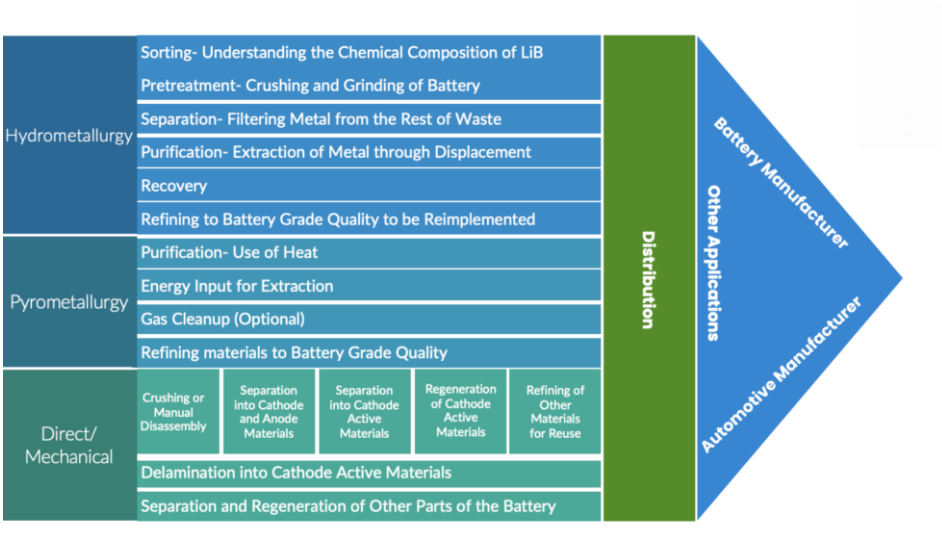 Hydrometallurgy
Sorting- Understanding the Chemical Composition of LiB
Pretreatment- Crushing and Grinding of Battery
Separation- Filtering Metal from the Rest of Waste
Purification- Extraction of Metal through Displacement
Recovery
Refining to Battery Grade Quality to be Reimplemented
Pyrometallurgy
Purification- Use of Heat
Energy Input for Extraction
Gas Cleanup (Optional)
Refining materials to Battery Grade Quality
Direct/
Mechanical
Crushing or
Manual
Disassembly
Separation
into Cathode
and Anode
Materials
Separation
into Cathode
Active
Materials
Regeneration
of Cathode
Active
Materials
Refining of
Other
Materials
for Reuse
Delamination into Cathode Active Materials
Separation and Regeneration of Other Parts of the Battery
Distribution
Other Applications
Battery Manufacturer
Automotive Manufacturer